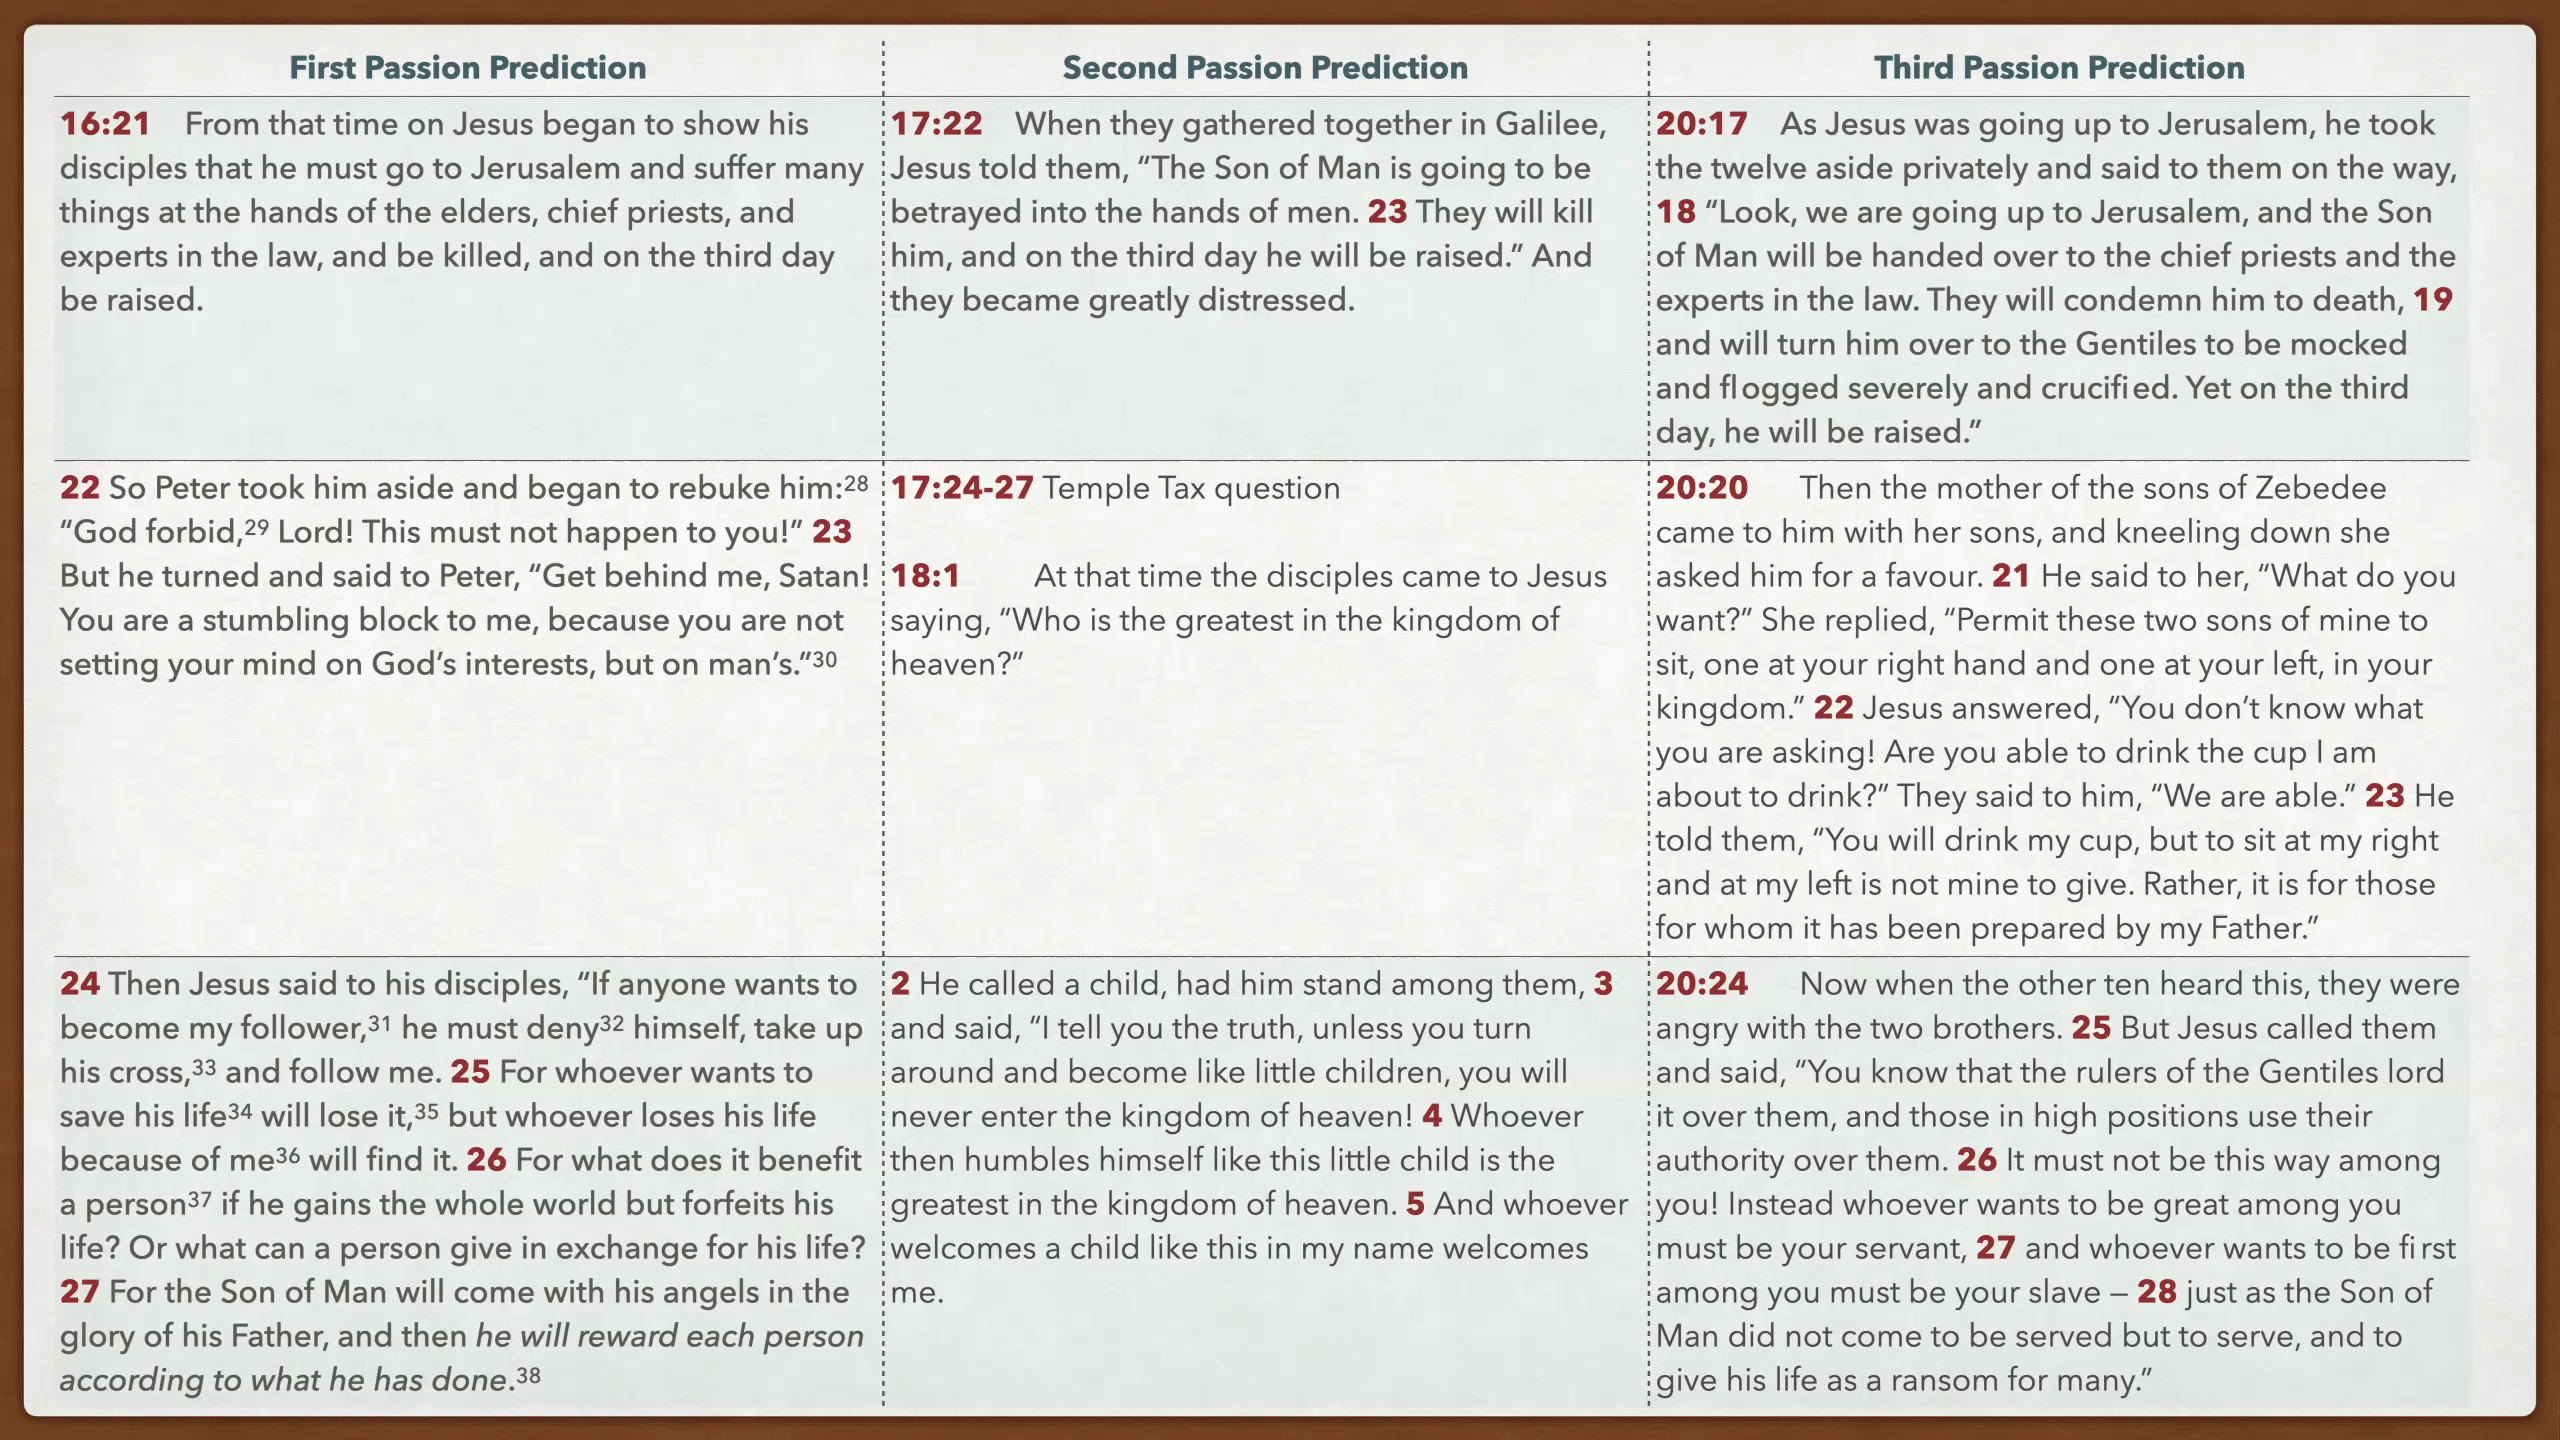 First Passion Prediction
16:21 From that time on Jesus began to show his
disciples that he must go to Jerusalem and suffer many
things at the hands of the elders, chief priests, and
experts in the law, and be killed, and on the third day
be raised.
22 So Peter took him aside and began to rebuke him:28
“God forbid,29 Lord! This must not happen to you!” 23
But he turned and said to Peter, “Get behind me, Satan!
You are a stumbling block to me, because you are not
setting your mind on God’s interests, but on man’s.”30
24 Then Jesus said to his disciples, “If anyone wants to
become my follower,31 he must deny32 himself, take up
his cross,33 and follow me. 25 For whoever wants to
save his life34 will lose it,35 but whoever loses his life
because of me36 will find it. 26 For what does it benefit
a person37 if he gains the whole world but forfeits his
life? Or what can a person give in exchange for his life?
27 For the Son of Man will come with his angels in the
glory of his Father, and then he will reward each person
according to what he has done.38
Second Passion Prediction
17:22 When they gathered together in Galilee,
Jesus told them, “The Son of Man is going to be
betrayed into the hands of men. 23 They will kill
him, and on the third day he will be raised.” And
they became greatly distressed.
17:24-27 Temple Tax question
18:1 At that time the disciples came to Jesus
saying, “Who is the greatest in the kingdom of
heaven?”
2 He called a child, had him stand among them, 3
and said, “I tell you the truth, unless you turn
around and become like little children, you will
never enter the kingdom of heaven! 4 Whoever
then humbles himself like this little child is the
greatest in the kingdom of heaven. 5 And whoever
welcomes a child like this in my name welcomes
me.
Third Passion Prediction
20:17 As Jesus was going up to Jerusalem, he took
the twelve aside privately and said to them on the way,
18 “Look, we are going up to Jerusalem, and the Son
of Man will be handed over to the chief priests and the
experts in the law. They will condemn him to death, 19
and will turn him over to the Gentiles to be mocked
and flogged severely and crucified. Yet on the third
day, he will be raised.”
20:20 Then the mother of the sons of Zebedee
came to him with her sons, and kneeling down she
asked him for a favour. 21 He said to her, “What do you
want?” She replied, “Permit these two sons of mine to
sit, one at your right hand and one at your left, in your
kingdom.” 22 Jesus answered, “You don’t know what
you are asking! Are you able to drink the cup I am
about to drink?” They said to him, “We are able.” 23 He
told them, “You will drink my cup, but to sit at my right
and at my left is not mine to give. Rather, it is for those
for whom it has been prepared by my Father.”
20:24 Now when the other ten heard this, they were
angry with the two brothers. 25 But Jesus called them
and said, “You know that the rulers of the Gentiles lord
it over them, and those in high positions use their
authority over them. 26 It must not be this way among
you! Instead whoever wants to be great among you
must be your servant, 27 and whoever wants to be first
among you must be your slave – 28 just as the Son of
Man did not come to be served but to serve, and to
give his life as a ransom for many.”